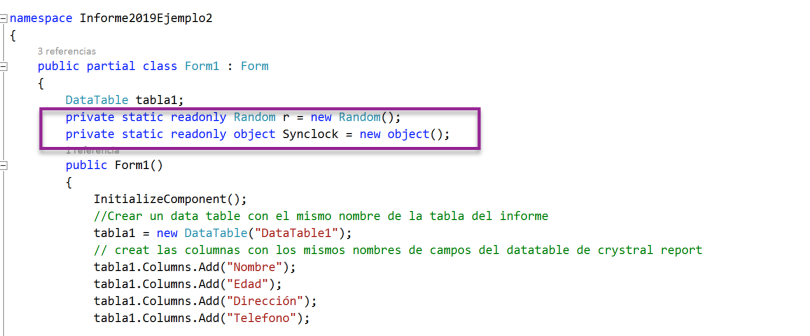 namespace Informe2019Ejemplo2
{
3 referencias
public partial class Form1 : Form
{
DataTable tabla1;
private static readonly Random r = new Random();
private static readonly object Synclock = new object();
1 referencia
public Form1()
{
InitializeComponent();
//Crear un data table con el mismo nombre de la tabla del informe
tabla1 = new DataTable("DataTable1");
// creat las columnas con los mismos nombres de campos del datatable de crystral report
tabla1.Columns.Add("Nombre");
tabla1.Columns.Add("Edad");
tabla1.Columns.Add("Dirección");
tabla1.Columns.Add("Telefono");